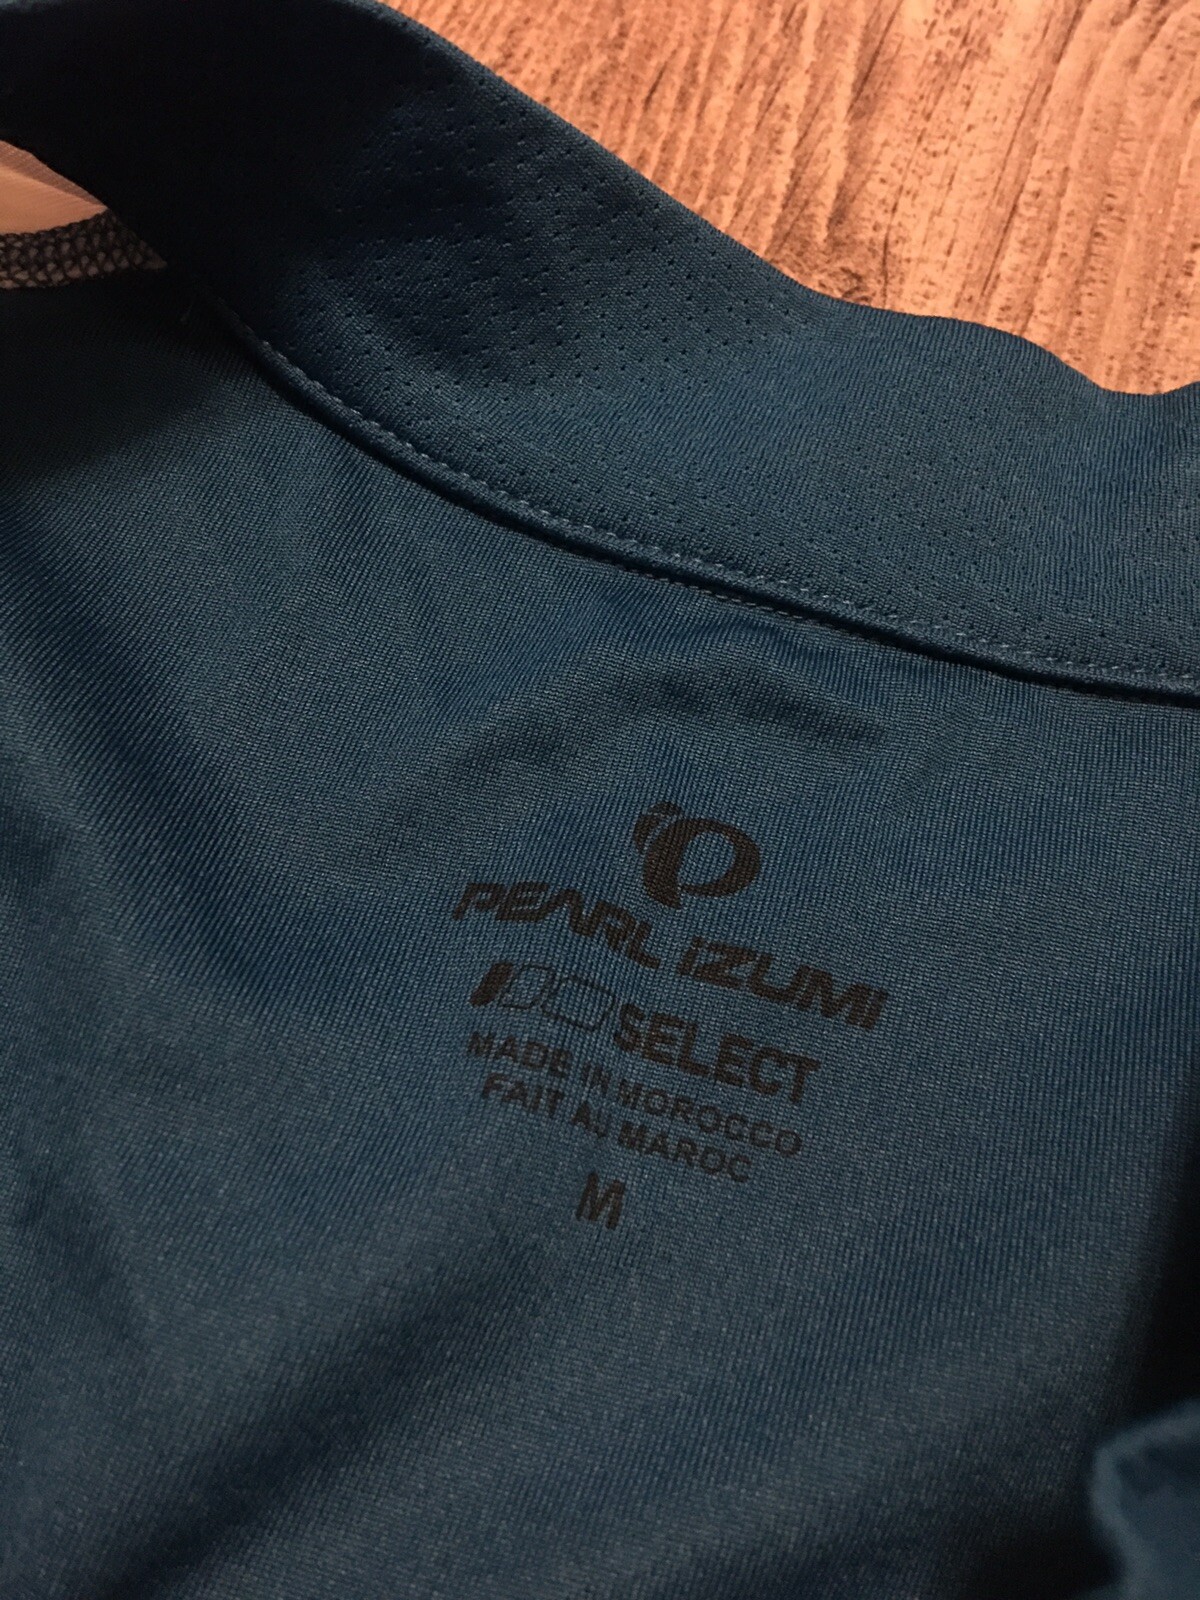 PEARL iZUMi
SELECT
MADE IN MOROCCO
FAIT AU MAROC
M